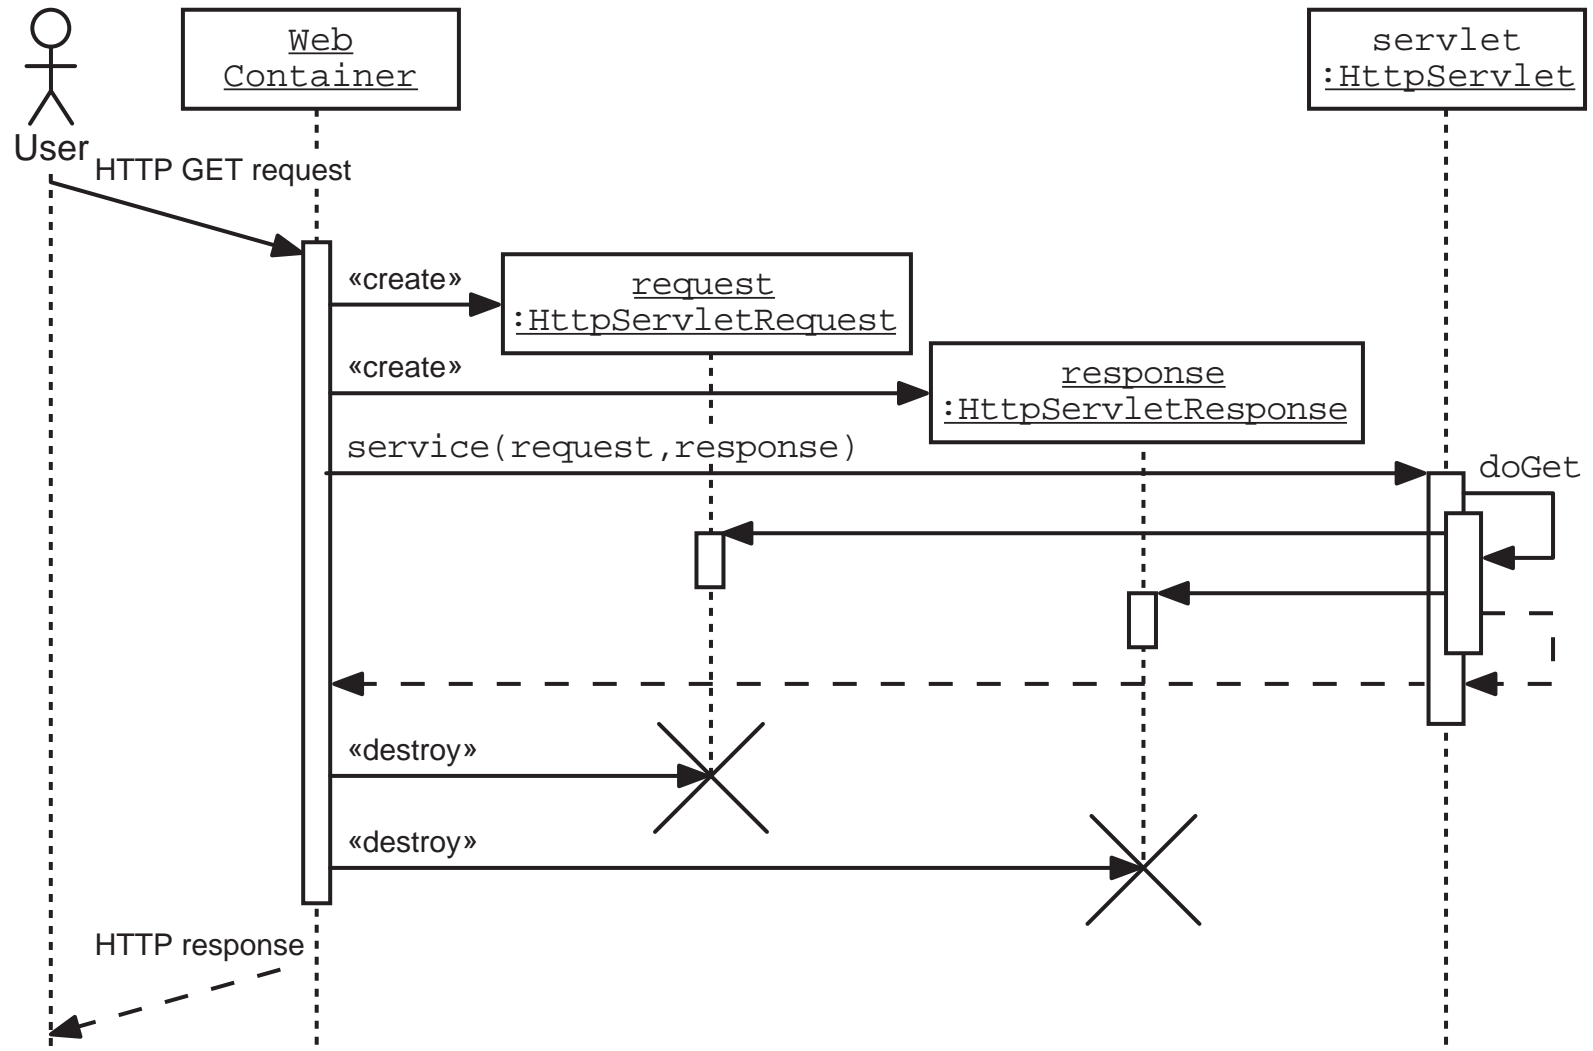 Web
Container
servlet
:HttpServlet
User
HTTP GET request
«create»
request
:HttpServletRequest
«create»
response
:HttpServletResponse
service(request,response)
doGet
«destroy»
«destroy»
HTTP response